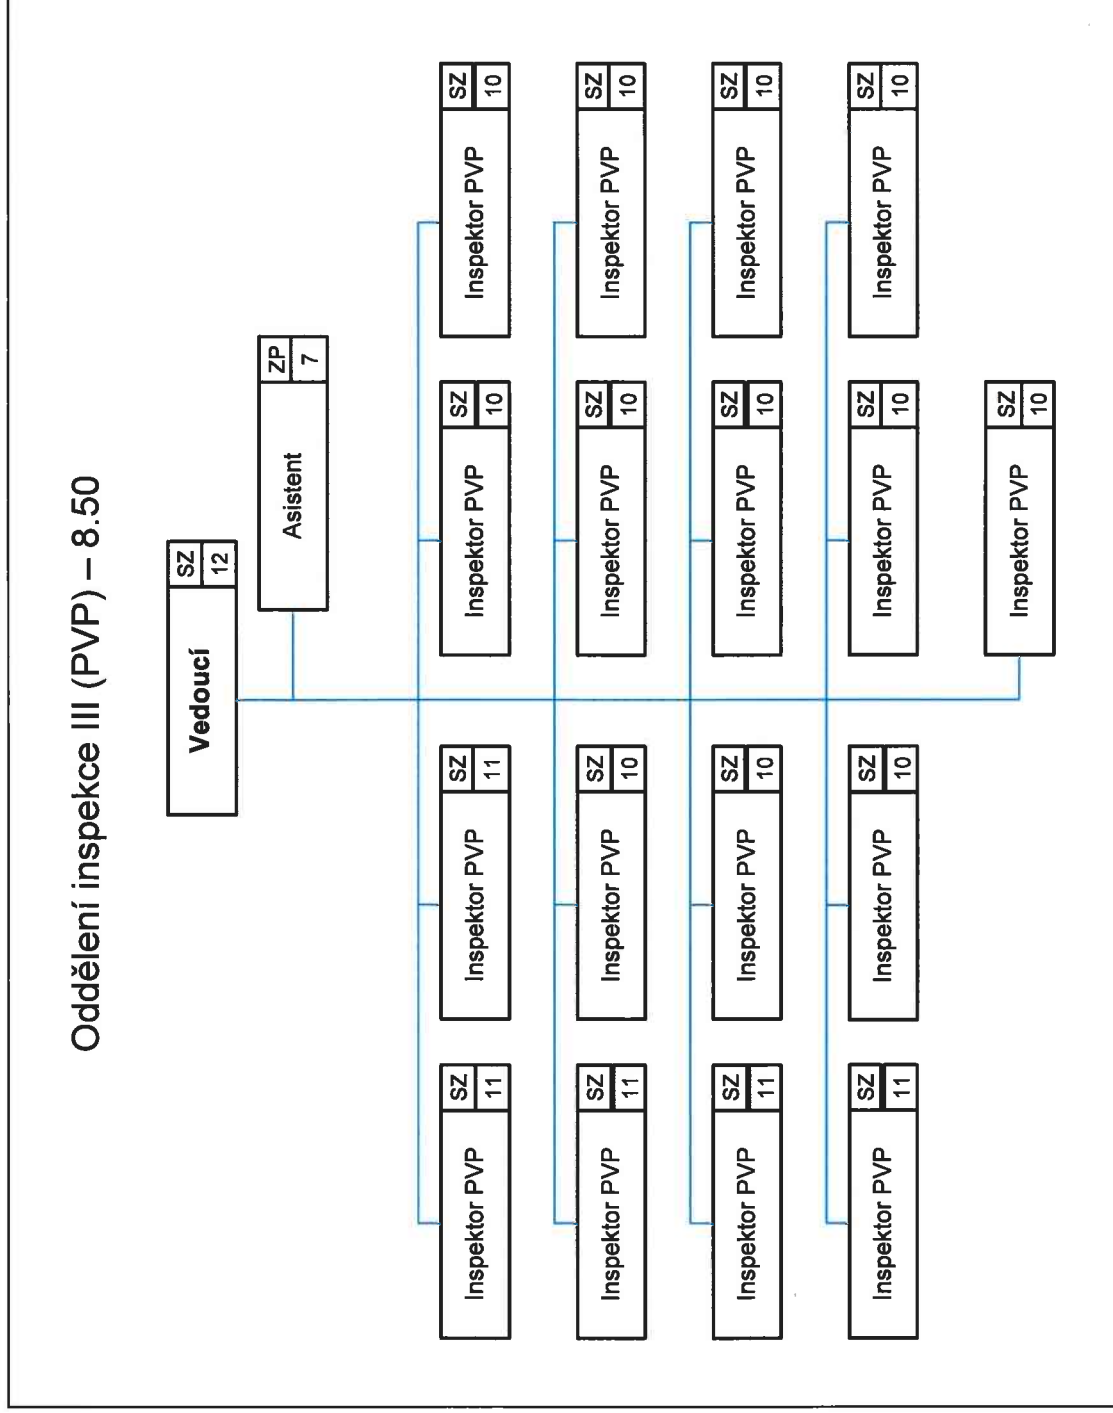 Oddělení inspekce III (PVP) – 8.50
Vedoucí
SZ
12
Asistent
ZP
7
Inspektor PVP
SZ
11
Inspektor PVP
SZ
11
Inspektor PVP
SZ
10
Inspektor PVP
SZ
10
Inspektor PVP
SZ
11
Inspektor PVP
SZ
10
Inspektor PVP
SZ
10
Inspektor PVP
SZ
10
Inspektor PVP
SZ
11
Inspektor PVP
SZ
10
Inspektor PVP
SZ
10
Inspektor PVP
SZ
10
Inspektor PVP
SZ
11
Inspektor PVP
SZ
10
Inspektor PVP
SZ
10
Inspektor PVP
SZ
10
Inspektor PVP
SZ
10